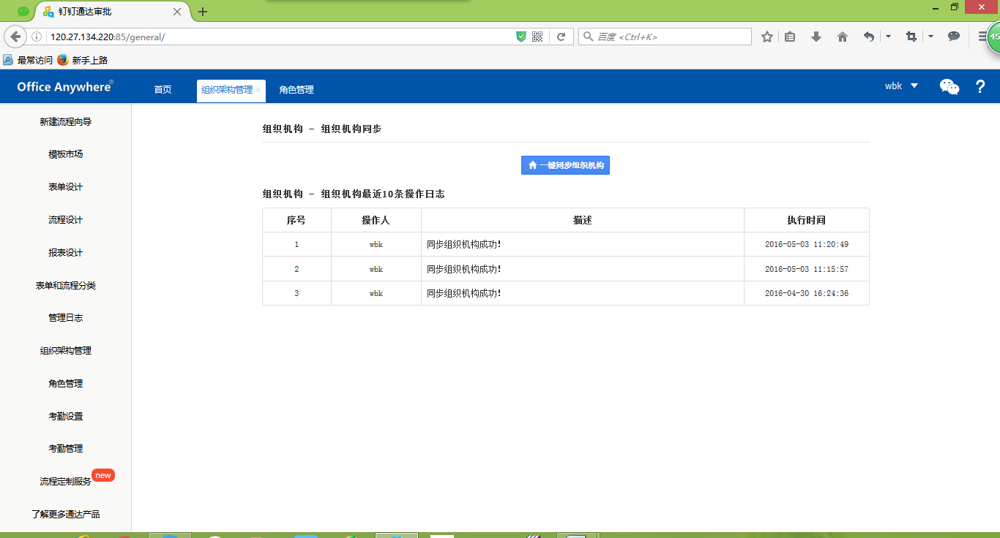 钉钉通达审批
120.27.134.220:85/general/
百度 <Ctrl+K>
45
最常访问 新手上路
Office Anywhere®
首页 组织架构管理 × 角色管理
wbk ?
新建流程向导
模板市场
表单设计
流程设计
报表设计
表单和流程分类
管理日志
组织架构管理
角色管理
考勤设置
考勤管理
流程定制服务 new
了解更多通达产品
组织机构 - 组织机构同步
一键同步组织机构
组织机构 - 组织机构最近10条操作日志
序号 操作人 描述 执行时间
1 wbk 同步组织机构成功! 2016-05-03 11:20:49
2 wbk 同步组织机构成功! 2016-05-03 11:15:57
3 wbk 同步组织机构成功! 2016-04-30 16:24:36